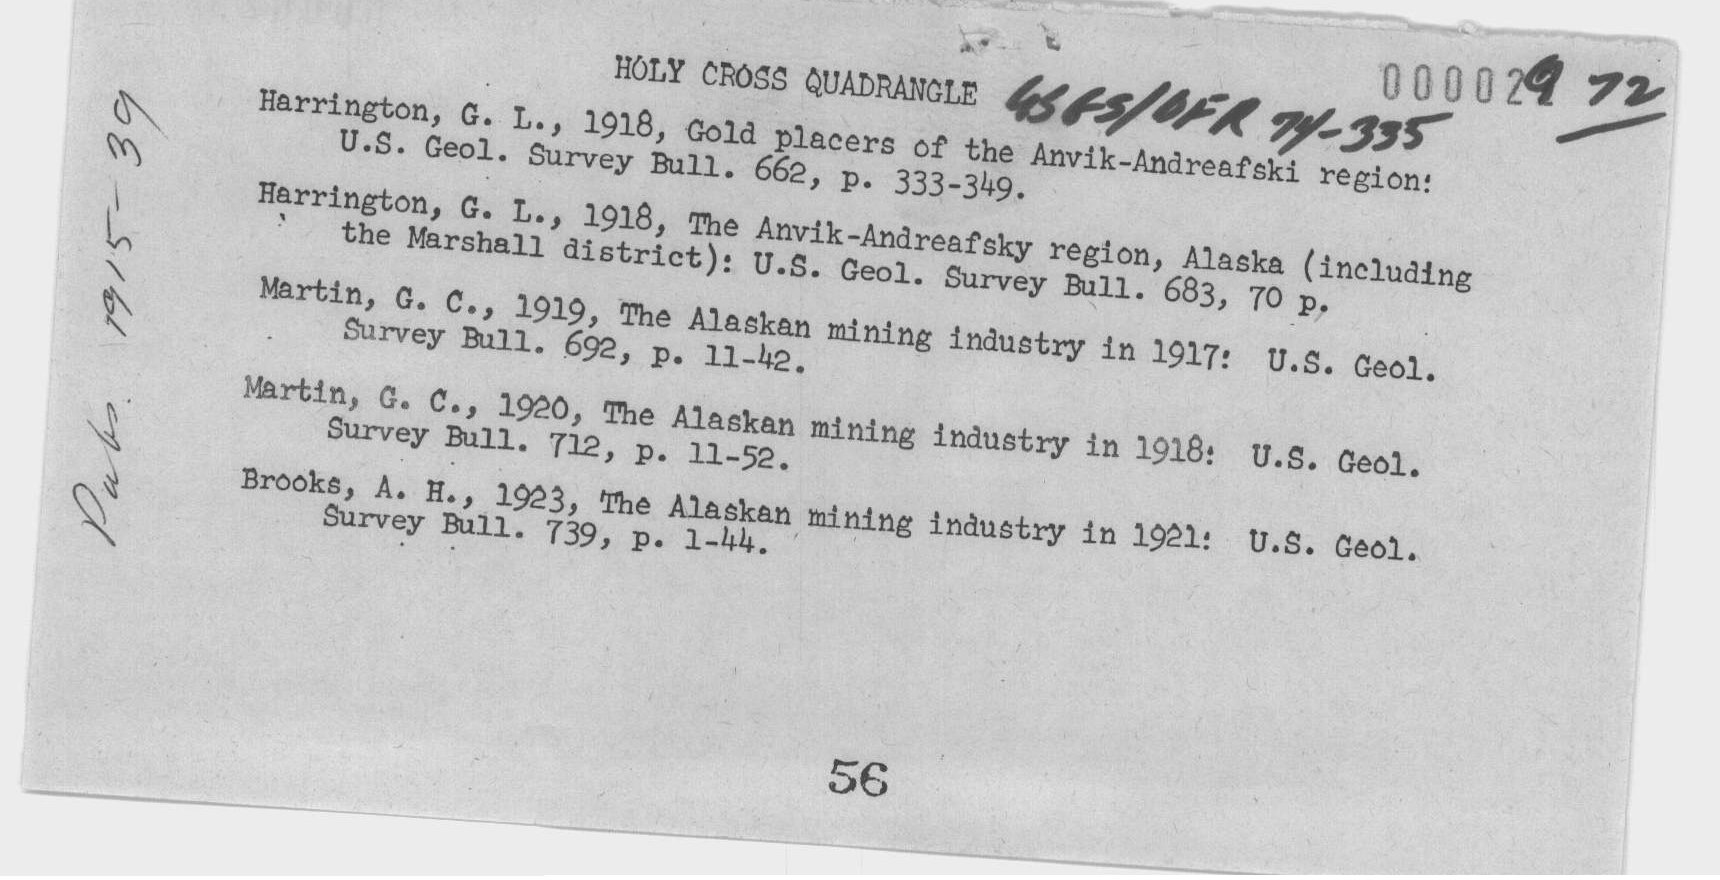 HOLY CROSS QUADRANGLE
USGS/OFR 74-335
72
Harrington, G. L., 1918, Gold placers of the Anvik-Andreafski region:
U.S. Geol. Survey Bull. 662, p. 333-349.
Harrington, G. L., 1918, The Anvik-Andreafsky region, Alaska (including
the Marshall district): U.S. Geol. Survey Bull. 683, 70 p.
Martin, G. C., 1919, The Alaskan mining industry in 1917: U.S. Geol.
Survey Bull. 692, p. 11-42.
Martin, G. C., 1920, The Alaskan mining industry in 1918: U.S. Geol.
Survey Bull. 712, p. 11-52.
Brooks, A. H., 1923, The Alaskan mining industry in 1921: U.S. Geol.
Survey Bull. 739, p. 1-44.
Pubs. 1915-39
56